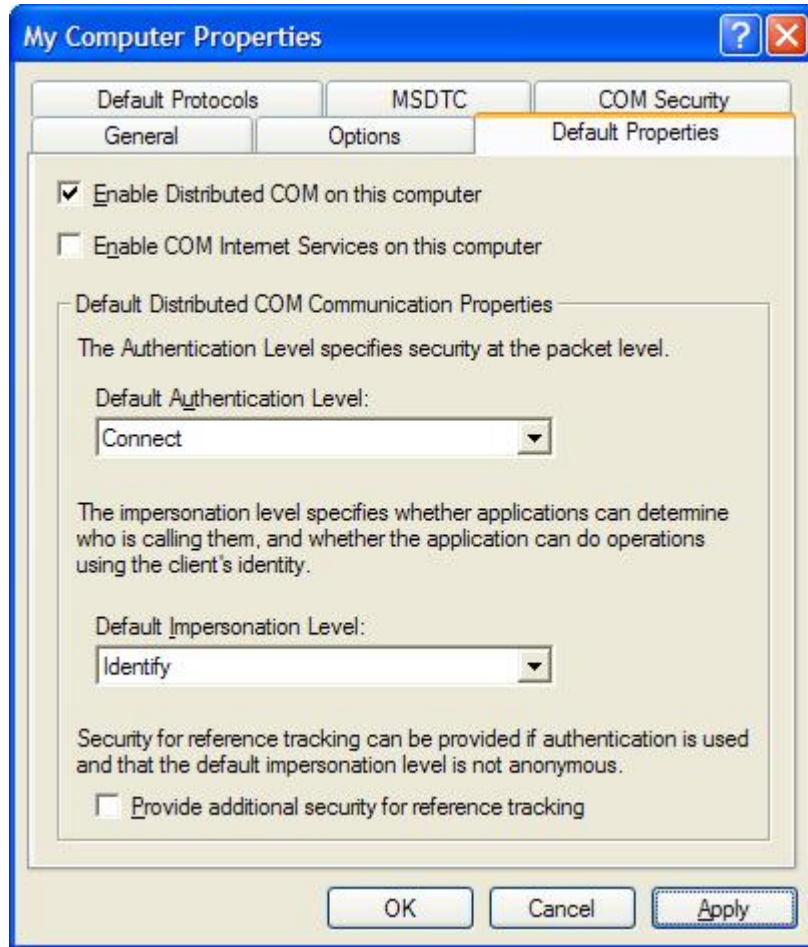 My Computer Properties
Default Protocols MSDTC COM Security
General Options Default Properties
Enable Distributed COM on this computer
Enable COM Internet Services on this computer
Default Distributed COM Communication Properties
The Authentication Level specifies security at the packet level.
Default Authentication Level:
Connect
The impersonation level specifies whether applications can determine
who is calling them, and whether the application can do operations
using the client's identity.
Default Impersonation Level:
Identify
Security for reference tracking can be provided if authentication is used
and that the default impersonation level is not anonymous.
Provide additional security for reference tracking
OK Cancel Apply